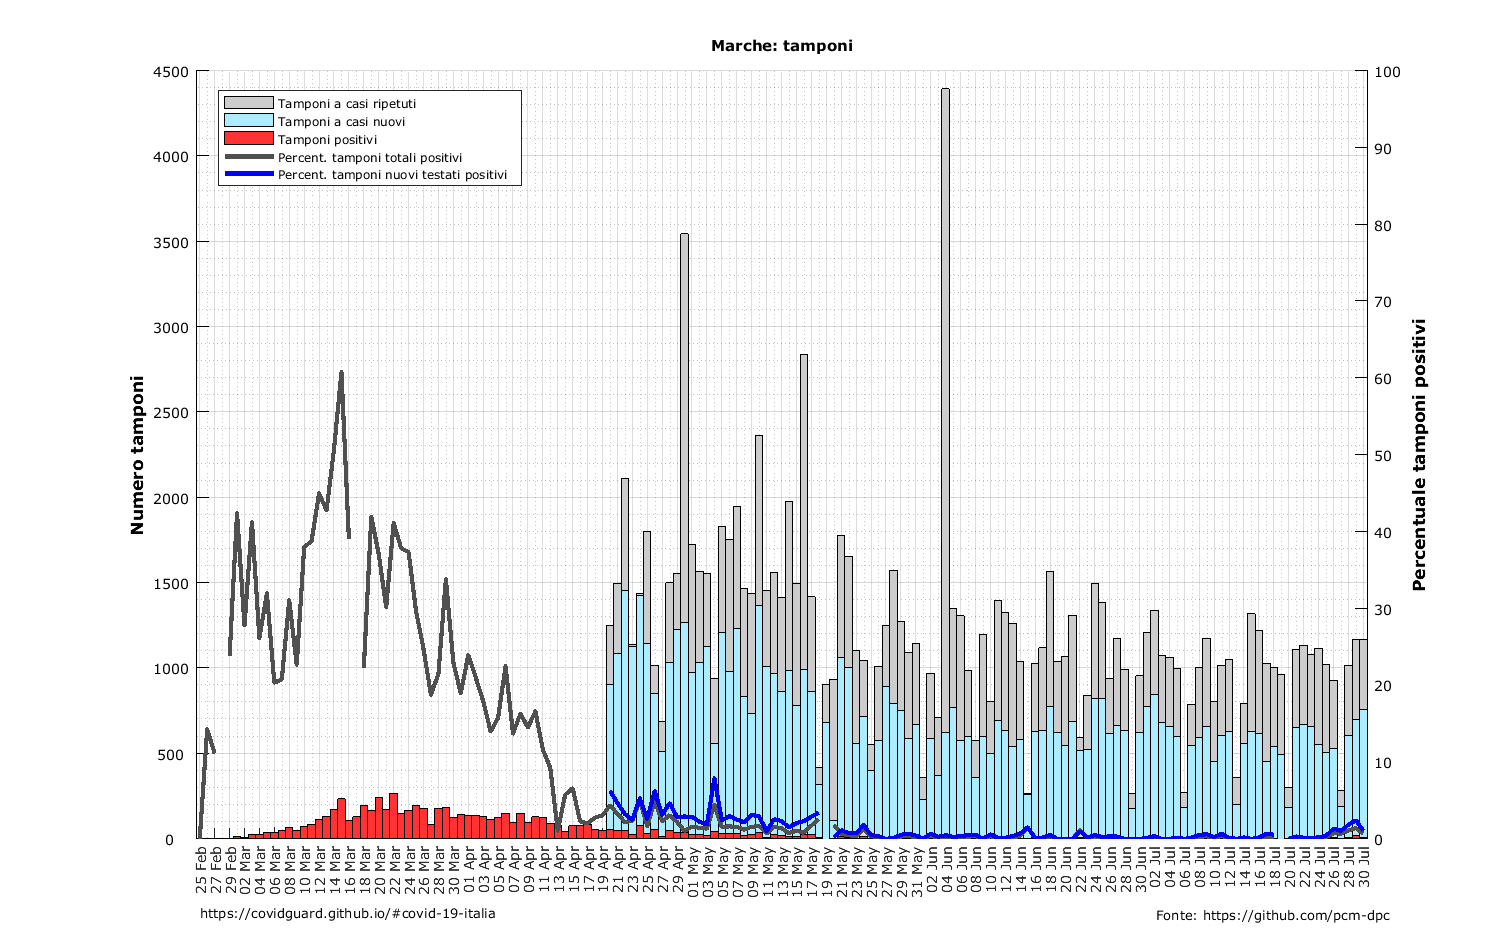 Marche: tamponi
Tamponi a casi ripetuti
Tamponi a casi nuovi
Tamponi positivi
Percent. tamponi totali positivi
Percent. tamponi nuovi testati positivi
Numero tamponi
4500
4000
3500
3000
2500
2000
1500
1000
500
0
Percentuale tamponi positivi
100
90
80
70
60
50
40
30
20
10
0
25 Feb
27 Feb
29 Feb
02 Mar
04 Mar
06 Mar
08 Mar
10 Mar
12 Mar
14 Mar
16 Mar
18 Mar
20 Mar
22 Mar
24 Mar
26 Mar
28 Mar
30 Mar
01 Apr
03 Apr
05 Apr
07 Apr
09 Apr
11 Apr
13 Apr
15 Apr
17 Apr
19 Apr
21 Apr
23 Apr
25 Apr
27 Apr
29 Apr
01 May
03 May
05 May
07 May
09 May
11 May
13 May
15 May
17 May
19 May
21 May
23 May
25 May
27 May
29 May
31 May
02 Jun
04 Jun
06 Jun
08 Jun
10 Jun
12 Jun
14 Jun
16 Jun
18 Jun
20 Jun
22 Jun
24 Jun
26 Jun
28 Jun
30 Jun
02 Jul
04 Jul
06 Jul
08 Jul
10 Jul
12 Jul
14 Jul
16 Jul
18 Jul
20 Jul
22 Jul
24 Jul
26 Jul
28 Jul
30 Jul
https://covidguard.github.io/#covid-19-italia
Fonte: https://github.com/pcm-dpc